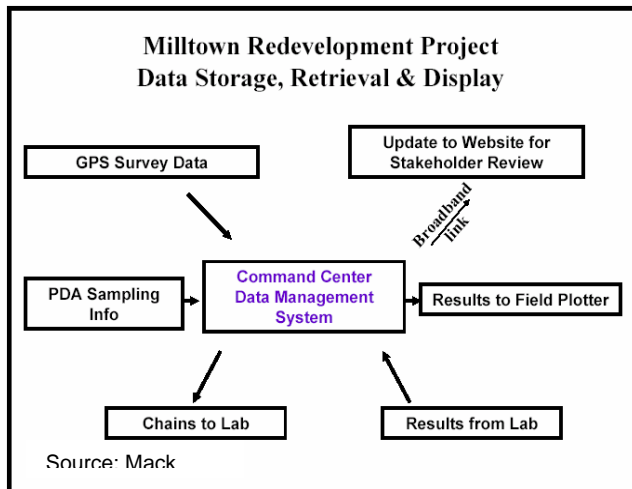 Milltown Redevelopment Project
Data Storage, Retrieval & Display
GPS Survey Data
Update to Website for
Stakeholder Review
Broadband
link
PDA Sampling
Info
Command Center
Data Management
System
Results to Field Plotter
Chains to Lab
Results from Lab
Source: Mack